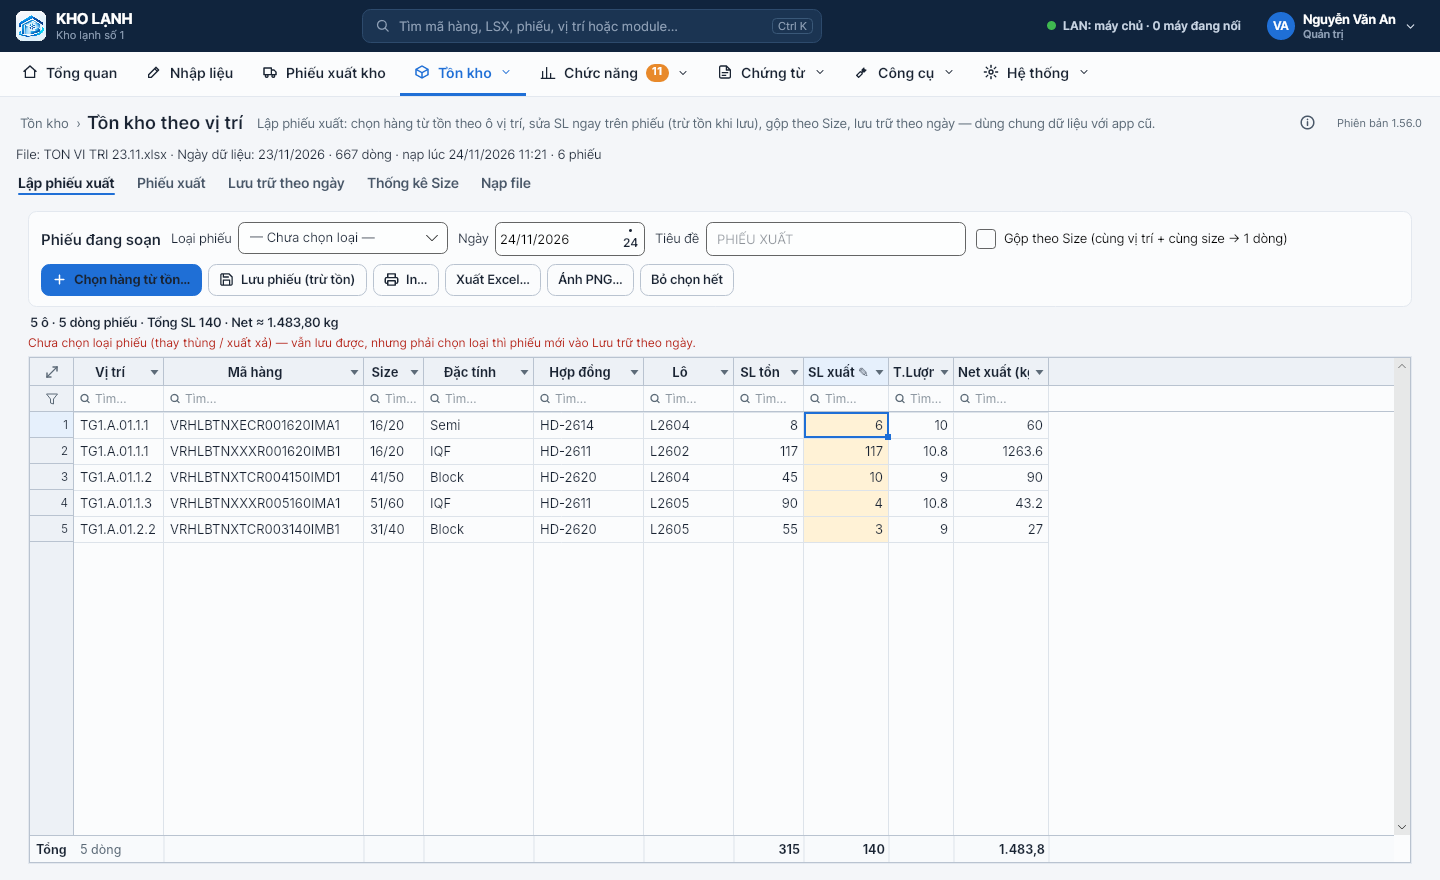 KHO LẠNH
Kho lạnh số 1
Tìm mã hàng, LSX, phiếu, vị trí hoặc module... Ctrl K
LAN: máy chủ · 0 máy đang nối
VA Nguyễn Văn An
Quản trị
Tổng quan Nhập liệu Phiếu xuất kho Tồn kho Chức năng 11 Chứng từ Công cụ Hệ thống
Tồn kho › Tồn kho theo vị trí Lập phiếu xuất: chọn hàng từ tồn theo ô vị trí, sửa SL ngay trên phiếu (trừ tồn khi lưu), gộp theo Size, lưu trữ theo ngày — dùng chung dữ liệu với app cũ. Phiên bản 1.56.0
File: TON VI TRI 23.11.xlsx · Ngày dữ liệu: 23/11/2026 · 667 dòng · nạp lúc 24/11/2026 11:21 · 6 phiếu
Lập phiếu xuất Phiếu xuất Lưu trữ theo ngày Thống kê Size Nạp file
Phiếu đang soạn Loại phiếu — Chưa chọn loại — Ngày 24/11/2026 24 Tiêu đề PHIẾU XUẤT Gộp theo Size (cùng vị trí + cùng size → 1 dòng)
+ Chọn hàng từ tồn... Lưu phiếu (trừ tồn) In... Xuất Excel... Ảnh PNG... Bỏ chọn hết
5 ô · 5 dòng phiếu · Tổng SL 140 · Net ≈ 1.483,80 kg
Chưa chọn loại phiếu (thay thùng / xuất xả) — vẫn lưu được, nhưng phải chọn loại thì phiếu mới vào Lưu trữ theo ngày.
Vị trí Mã hàng Size Đặc tính Hợp đồng Lô SL tồn SL xuất ✎ T.Lượr Net xuất (kg
Tìm... Tìm... Tìm... Tìm... Tìm... Tìm... Tìm... Tìm... Tìm... Tìm...
1 TG1.A.01.1.1 VRHLBTNXECR001620IMA1 16/20 Semi HD-2614 L2604 8 6 10 60
2 TG1.A.01.1.1 VRHLBTNXXXR001620IMB1 16/20 IQF HD-2611 L2602 117 117 10.8 1263.6
3 TG1.A.01.1.2 VRHLBTNXTCR004150IMD1 41/50 Block HD-2620 L2604 45 10 9 90
4 TG1.A.01.1.3 VRHLBTNXXXR005160IMA1 51/60 IQF HD-2611 L2605 90 4 10.8 43.2
5 TG1.A.01.2.2 VRHLBTNXTCR003140IMB1 31/40 Block HD-2620 L2605 55 3 9 27
Tổng 5 dòng 315 140 1.483,8